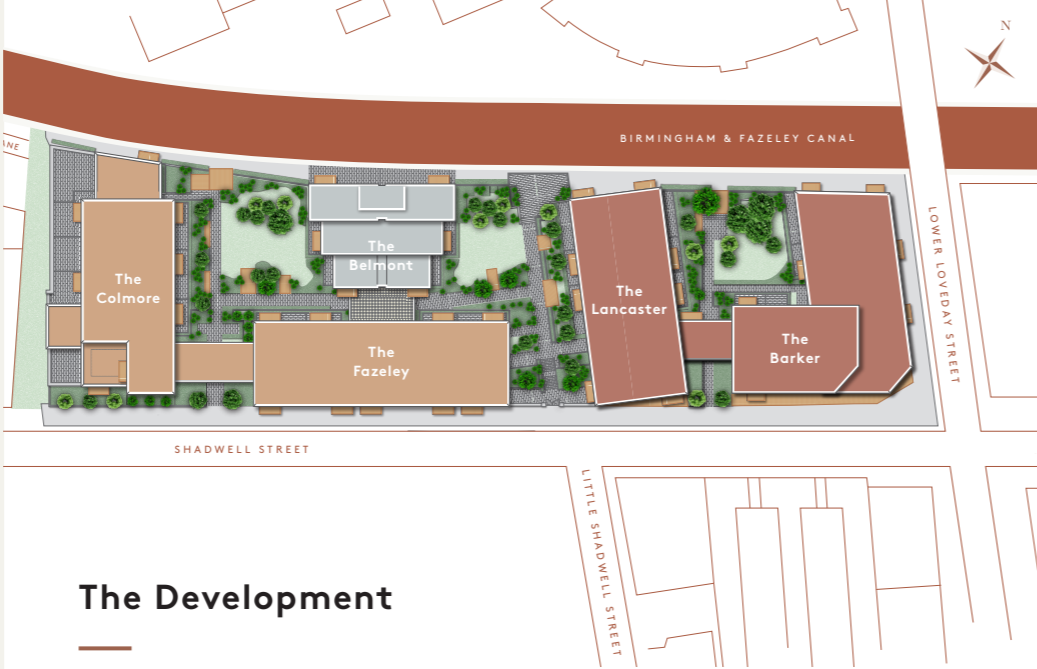 N
BIRMINGHAM & FAZELEY CANAL
ANE
The
Colmore
The
Belmont
The
Fazeley
The
Lancaster
The
Barker
LOWER LOVEDAY STREET
SHADWELL STREET
LITTLE SHADWELL STREET
The Development